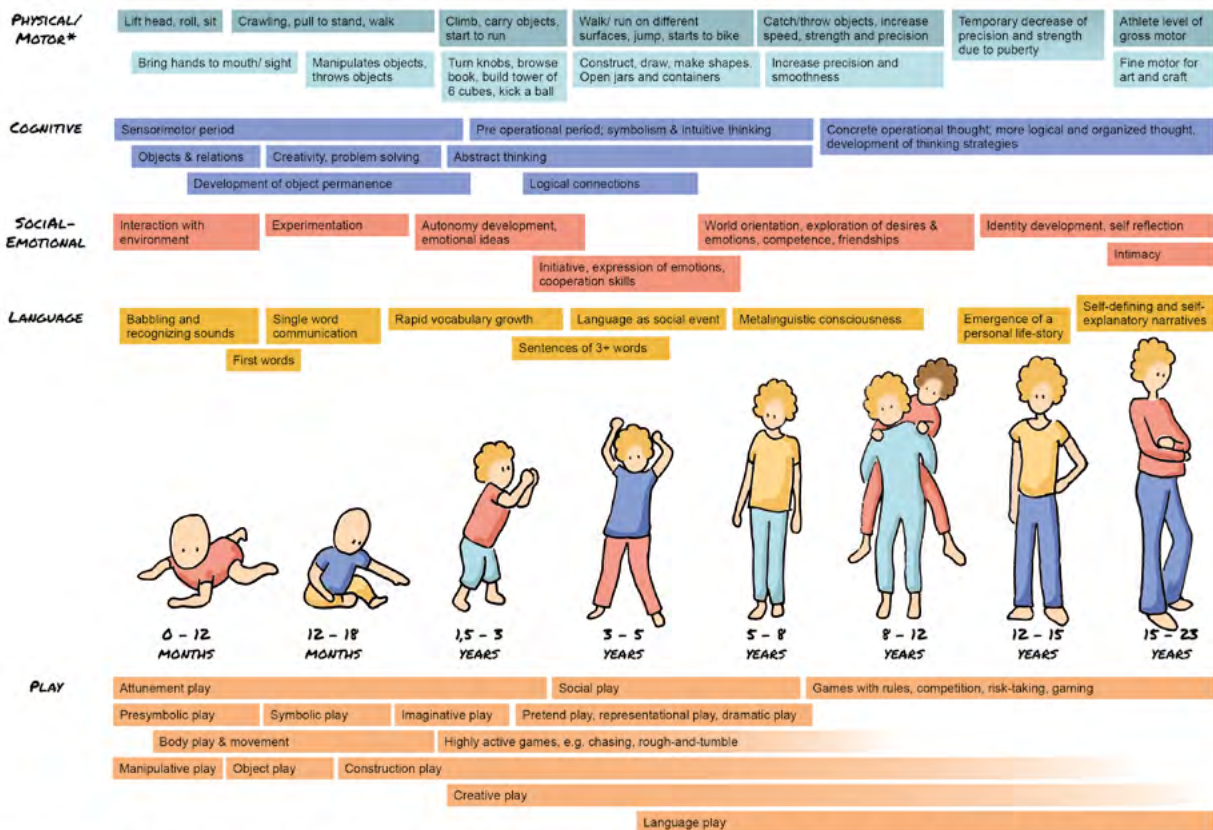 PHYSICAL/
MOTOR*
Lift head, roll, sit
Crawling, pull to stand, walk
Climb, carry objects,
start to run
Walk/ run on different
surfaces, jump, starts to bike
Catch/throw objects, increase
speed, strength and precision
Temporary decrease of
precision and strength
due to puberty
Athlete level of
gross motor
Bring hands to mouth/ sight
Manipulates objects,
throws objects
Turn knobs, browse
book, build tower of
6 cubes, kick a ball
Construct, draw, make shapes.
Open jars and containers
Increase precision and
smoothness
Fine motor for
art and craft
COGNITIVE
Sensorimotor period
Pre operational period; symbolism & intuitive thinking
Concrete operational thought; more logical and organized thought,
development of thinking strategies
Objects & relations
Creativity, problem solving
Abstract thinking
Development of object permanence
Logical connections
SOCIAL-
EMOTIONAL
Interaction with
environment
Experimentation
Autonomy development,
emotional ideas
World orientation, exploration of desires &
emotions, competence, friendships
Identity development, self reflection
Initiative, expression of emotions,
cooperation skills
Intimacy
LANGUAGE
Babbling and
recognizing sounds
Single word
communication
Rapid vocabulary growth
Language as social event
Metalinguistic consciousness
Emergence of a
personal life-story
Self-defining and self-
explanatory narratives
First words
Sentences of 3+ words
0 - 12
MONTHS
12 - 18
MONTHS
1,5 - 3
YEARS
3 - 5
YEARS
5 - 8
YEARS
8 - 12
YEARS
12 - 15
YEARS
15 - 23
YEARS
PLAY
Attunement play
Social play
Games with rules, competition, risk-taking, gaming
Presymbolic play
Symbolic play
Imaginative play
Pretend play, representational play, dramatic play
Body play & movement
Highly active games, e.g. chasing, rough-and-tumble
Manipulative play
Object play
Construction play
Creative play
Language play